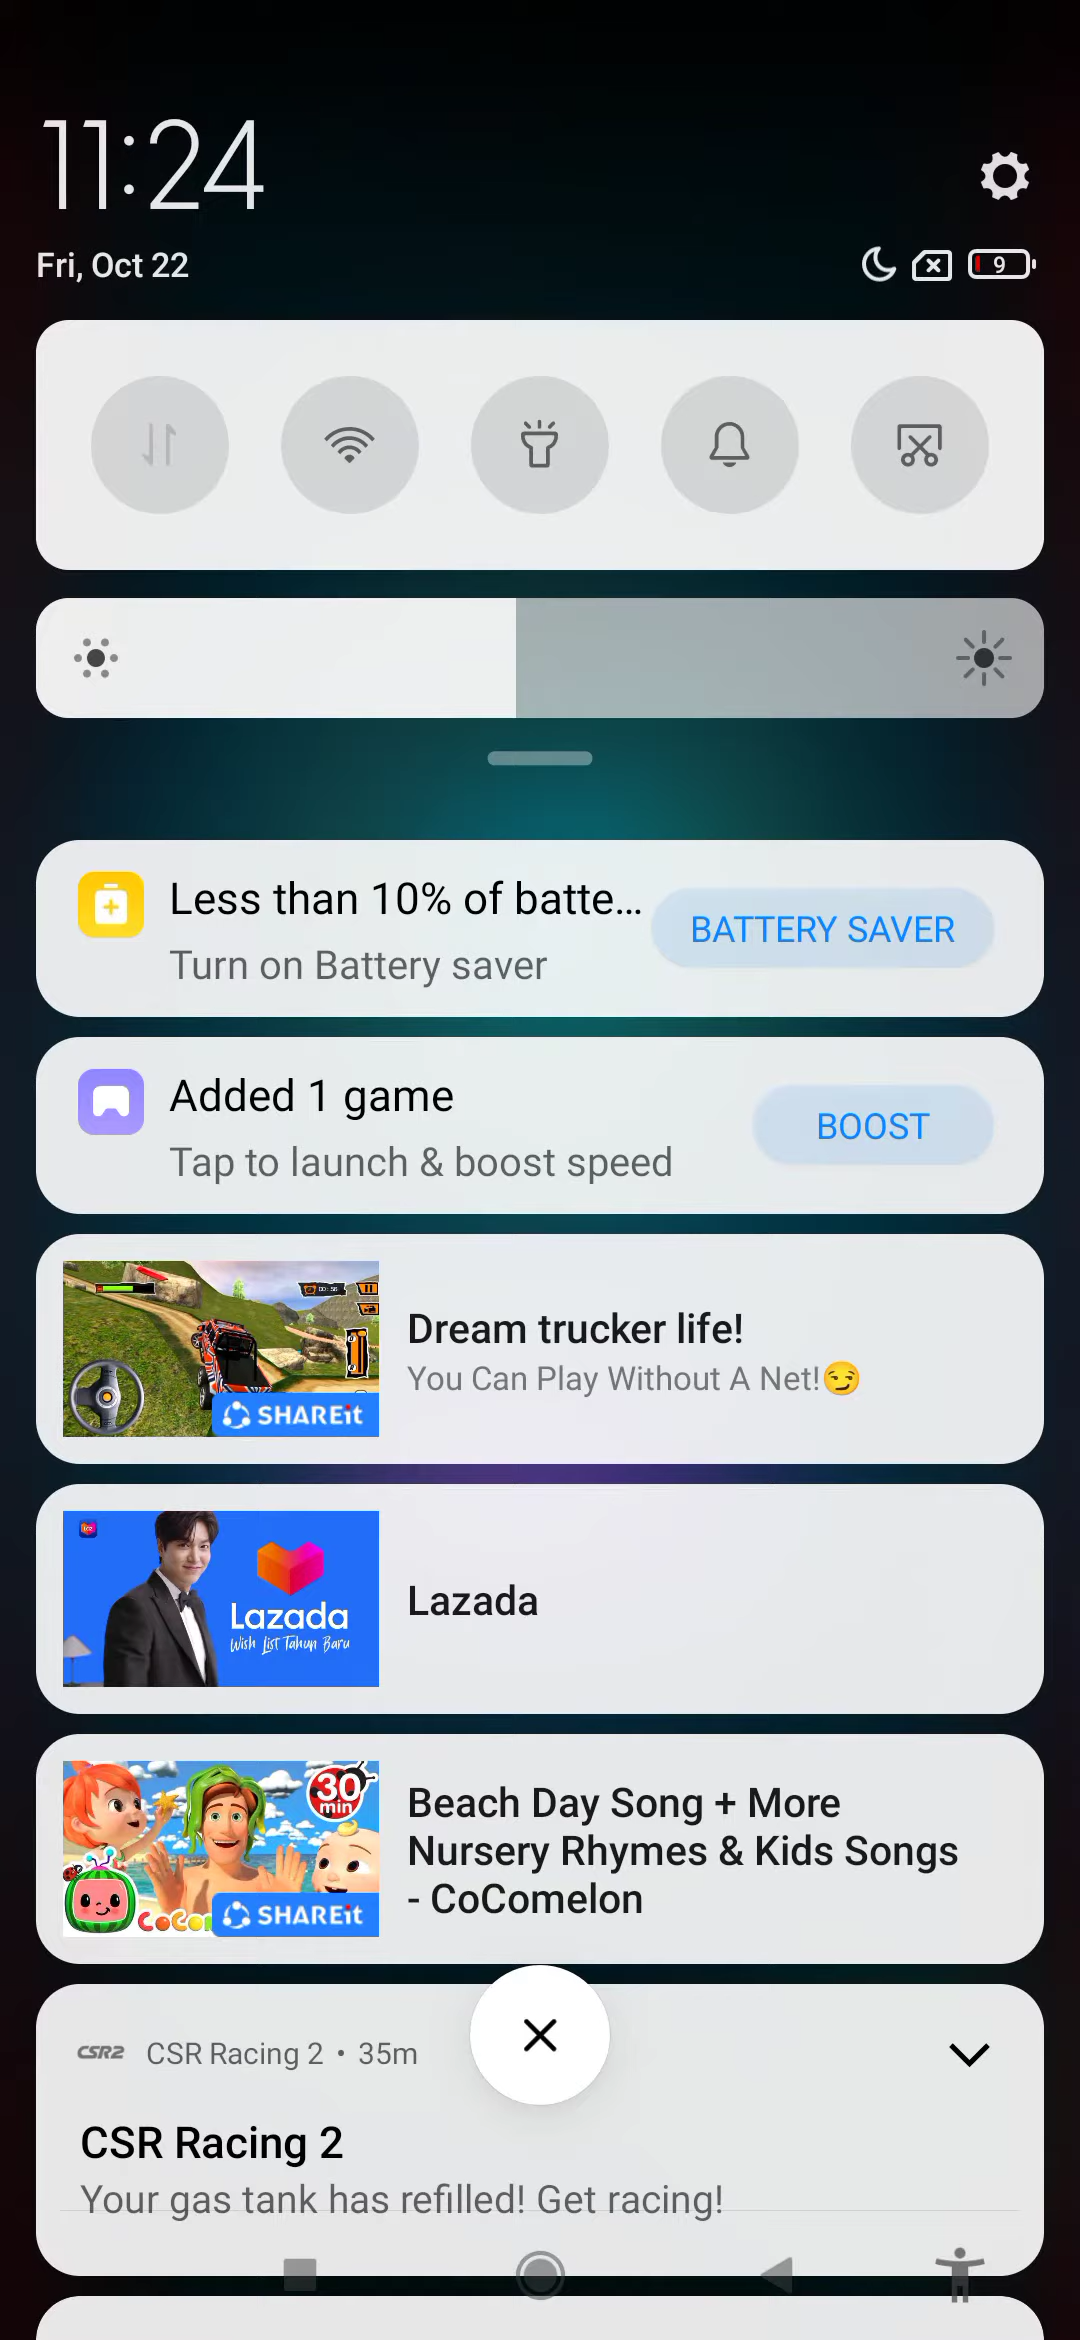 11:24
Fri, Oct 22
9
Less than 10% of batte...
Turn on Battery saver
BATTERY SAVER
Added 1 game
Tap to launch & boost speed
BOOST
SHAREit
Dream trucker life!
You Can Play Without A Net!😏
Lazada
Wish List Tahun Baru
Lazada
30
min
SHAREit
Beach Day Song + More
Nursery Rhymes & Kids Songs
- CoComelon
CSR2
CSR Racing 2 • 35m
CSR Racing 2
Your gas tank has refilled! Get racing!